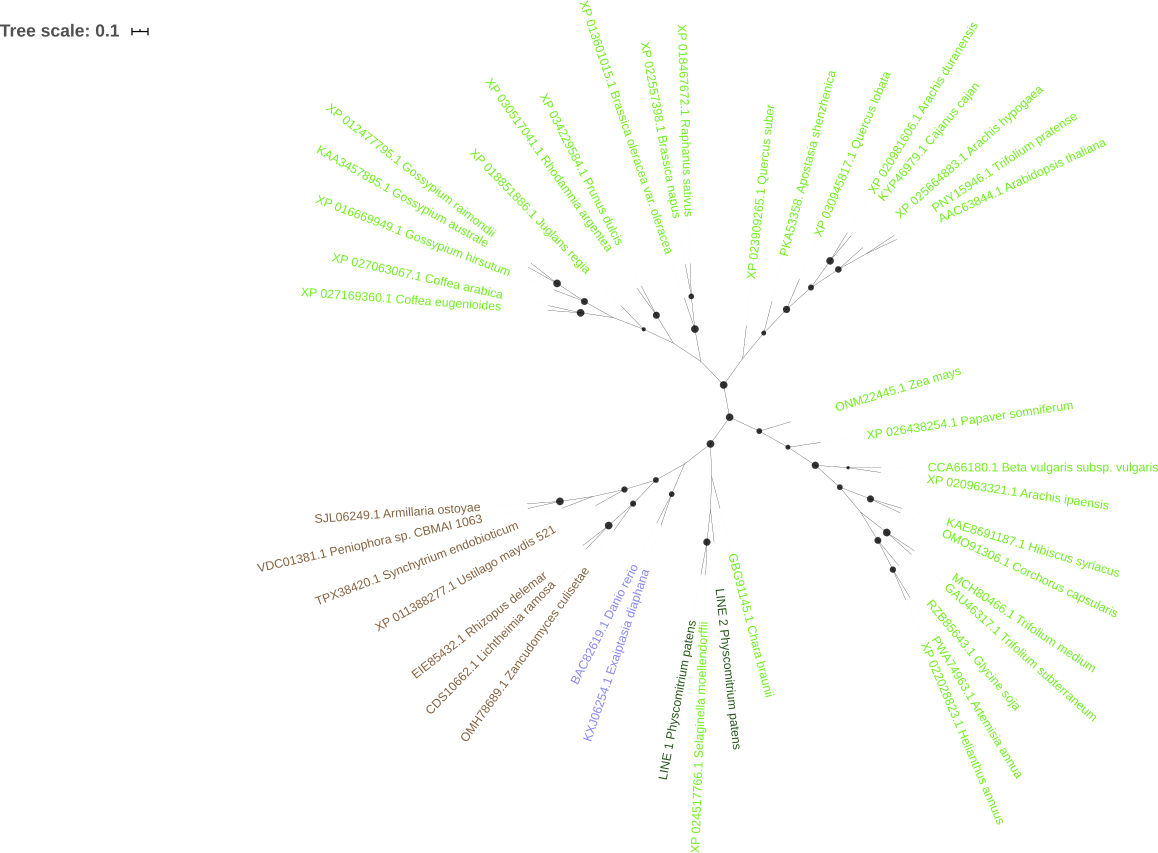 Tree scale: 0.1
XP 013601015.1 Brassica oleracea var. oleracea
XP 022557398.1 Brassica napus
XP 018467672.1 Raphanus sativus
XP 034229584.1 Prunus dulcis
XP 030517041.1 Rhodamnia argentea
XP 018851886.1 Juglans regia
XP 012477795.1 Gossypium raimondii
KAA3457895.1 Gossypium australe
XP 016669949.1 Gossypium hirsutum
XP 027063067.1 Coffea arabica
XP 027169360.1 Coffea eugenioides
XP 023909265.1 Quercus suber
PKA53358. Apostasia shenzhenica
XP 030945817.1 Quercus lobata
XP 020981606.1 Arachis duranensis
KYP46979.1 Cajanus cajan
XP 025664883.1 Arachis hypogaea
PNY15946.1 Trifolium pratense
AAC63844.1 Arabidopsis thaliana
ONM22445.1 Zea mays
XP 026438254.1 Papaver somniferum
CCA66180.1 Beta vulgaris subsp. vulgaris
XP 020963321.1 Arachis ipaensis
KAE8691187.1 Hibiscus syriacus
OMO91306.1 Corchorus capsularis
MCH80466.1 Trifolium medium
GAU46317.1 Trifolium subterraneum
RZB85643.1 Glycine soja
PWA74963.1 Artemisia annua
XP 022028823.1 Helianthus annuus
GBG91145.1 Chara braunii
LINE 2 Physcomitrium patens
XP 024517766.1 Selaginella moellendorffii
LINE 1 Physcomitrium patens
KXJ06254.1 Exaiptasia diaphana
BAC82619.1 Danio rerio
OMH78689.1 Zancudomyces culisetae
CDS10662.1 Lichtheimia ramosa
EIE85432.1 Rhizopus delemar
XP 011388277.1 Ustilago maydis 521
TPX38420.1 Synchytrium endobioticum
VDC01381.1 Peniophora sp. CBMAI 1063
SJL06249.1 Armillaria ostoyae